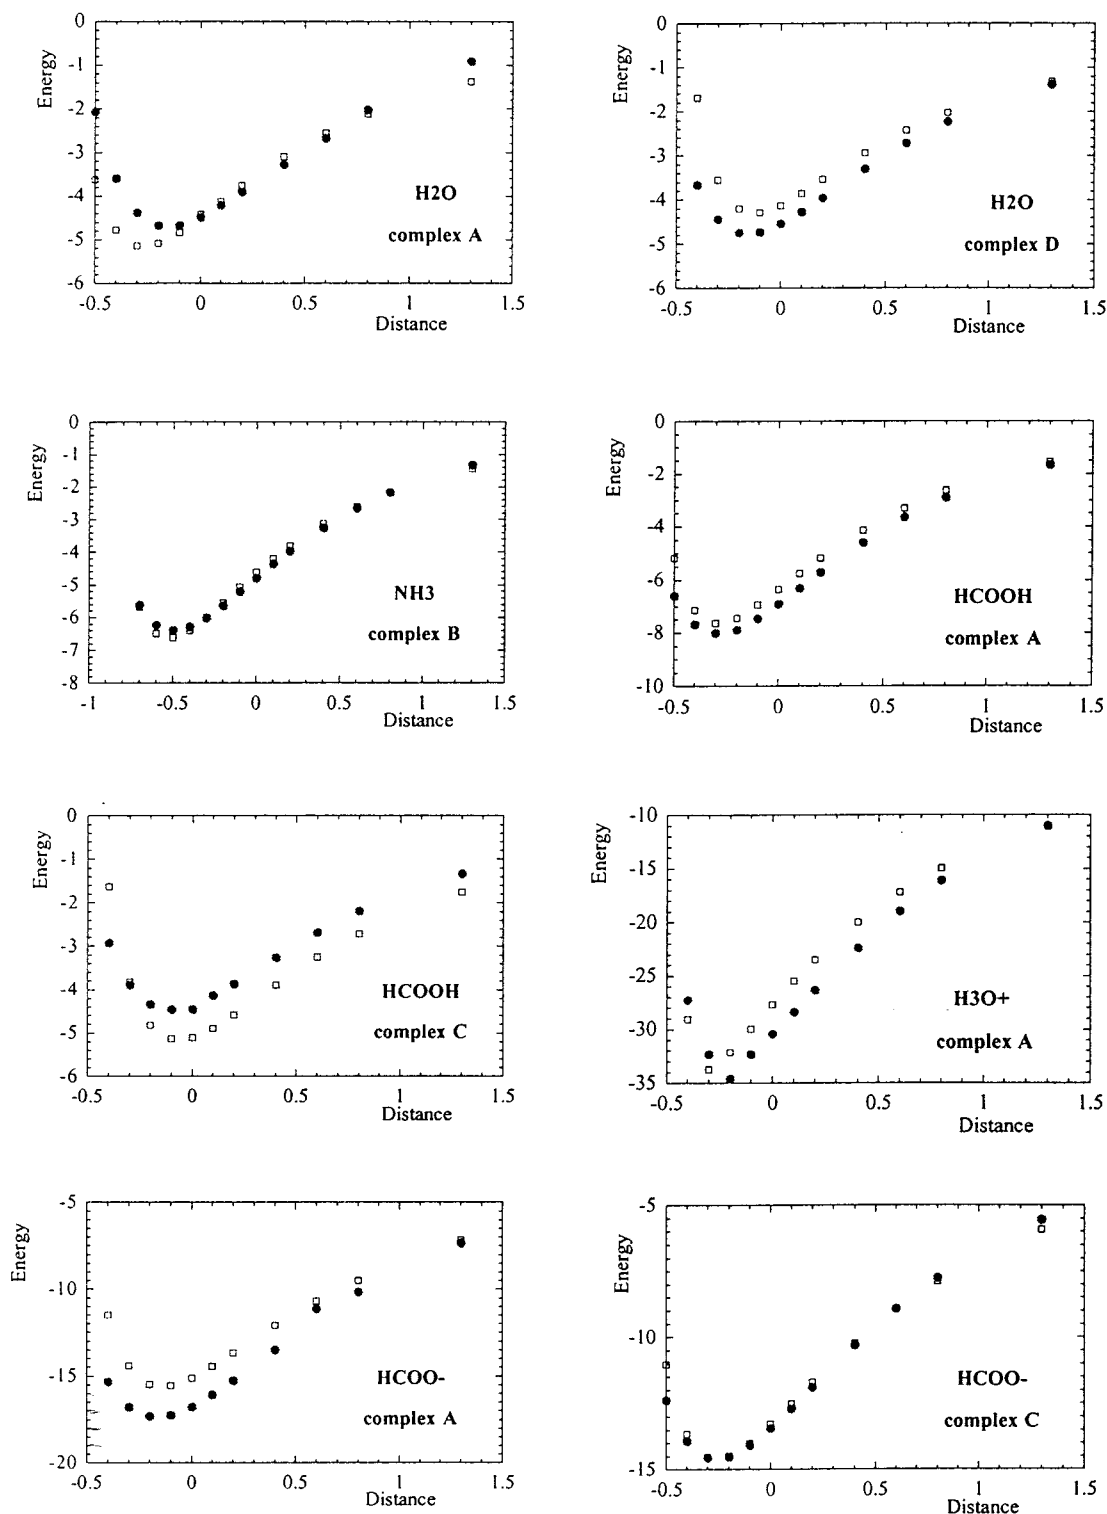 0
-1
-2
-3
-4
-5
-6
Energy
H2O
complex A
-0.5 0 0.5 1 1.5
Distance
0
-1
-2
-3
-4
-5
-6
Energy
H2O
complex D
-0.5 0 0.5 1 1.5
Distance
0
-1
-2
-3
-4
-5
-6
-7
-8
Energy
NH3
complex B
-1 -0.5 0 0.5 1 1.5
Distance
0
-2
-4
-6
-8
-10
Energy
HCOOH
complex A
-0.5 0 0.5 1 1.5
Distance
0
-1
-2
-3
-4
-5
-6
Energy
HCOOH
complex C
-0.5 0 0.5 1 1.5
Distance
-10
-15
-20
-25
-30
-35
Energy
H3O+
complex A
-0.5 0 0.5 1 1.5
Distance
-5
-10
-15
-20
Energy
HCOO-
complex A
-0.5 0 0.5 1 1.5
Distance
-5
-10
-15
Energy
HCOO-
complex C
-0.5 0 0.5 1 1.5
Distance